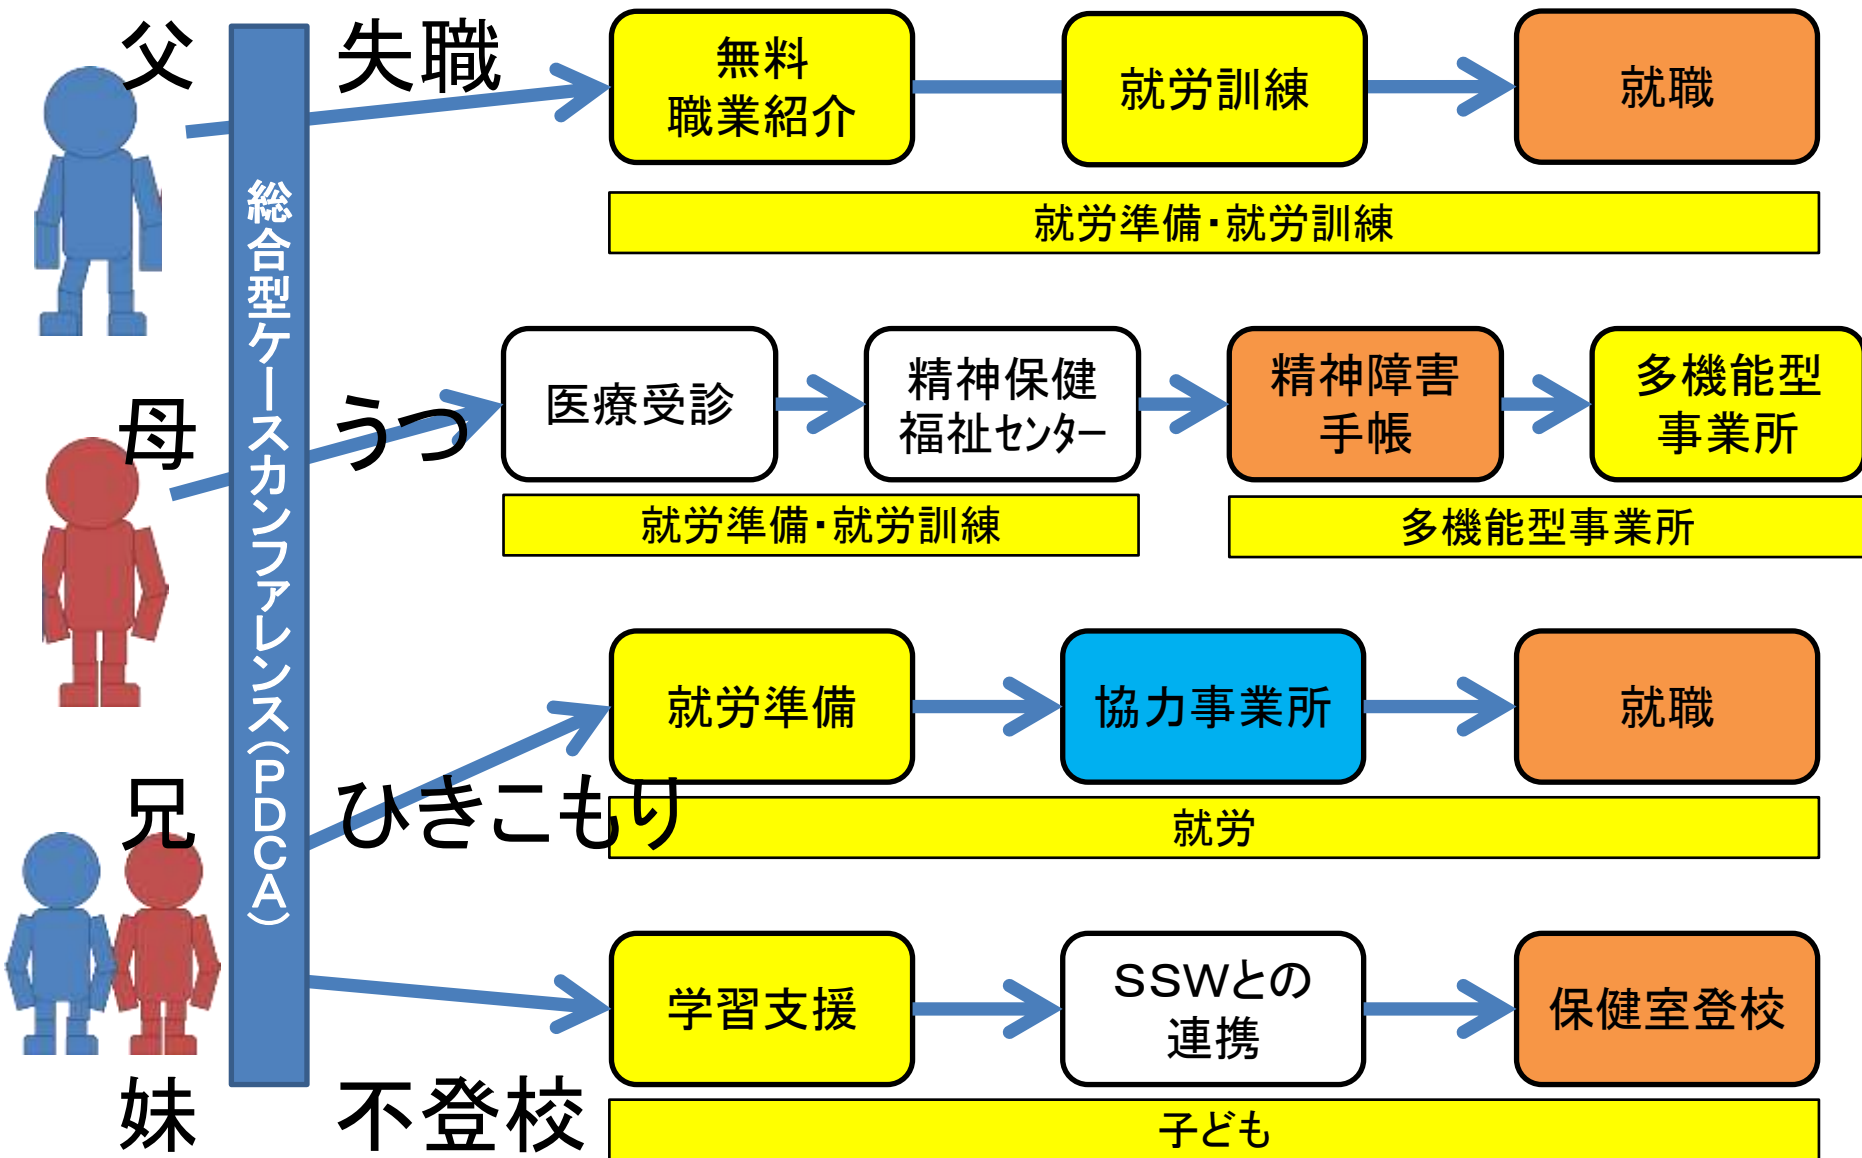 父
失職
無料
職業紹介
就労訓練
就職
就労準備・就労訓練
総合型ケースカンファレンス(PDCA)
母
うつ
医療受診
精神保健
福祉センター
精神障害
手帳
多機能型
事業所
就労準備・就労訓練
多機能型事業所
兄
ひきこもり
就労準備
協力事業所
就職
就労
妹
不登校
学習支援
SSWとの
連携
保健室登校
子ども